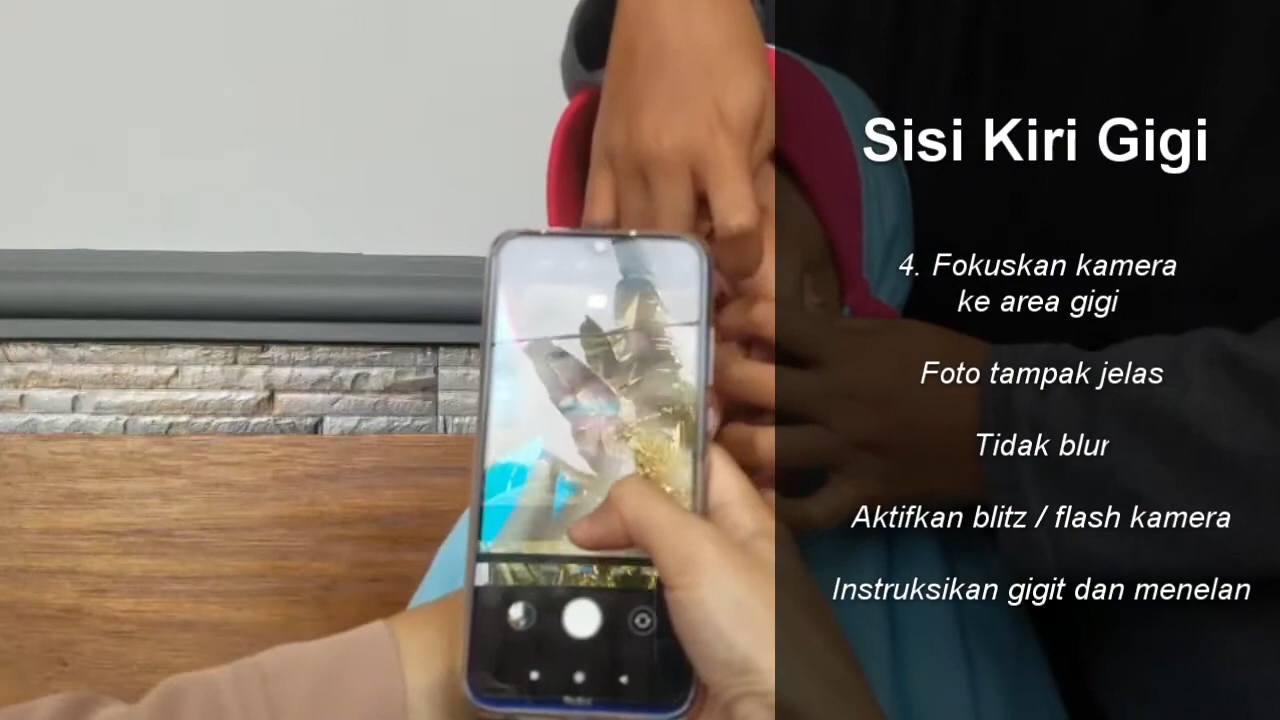 Sisi Kiri Gigi
4. Fokuskan kamera
ke area gigi
Foto tampak jelas
Tidak blur
Aktifkan blitz / flash kamera
Instruksikan gigit dan menelan